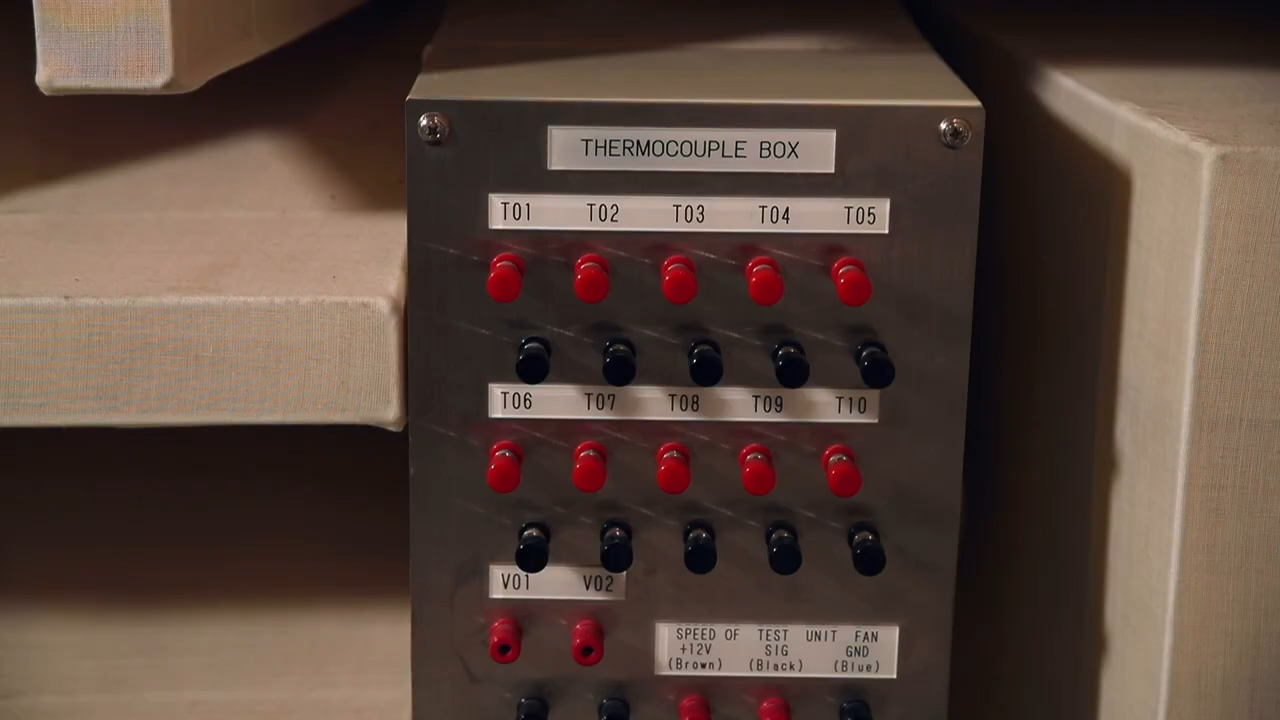 THERMOCOUPLE BOX
T01 T02 T03 T04 T05
T06 T07 T08 T09 T10
V01 V02
SPEED OF TEST UNIT FAN
+12V SIG GND
(Brown) (Black) (Blue)